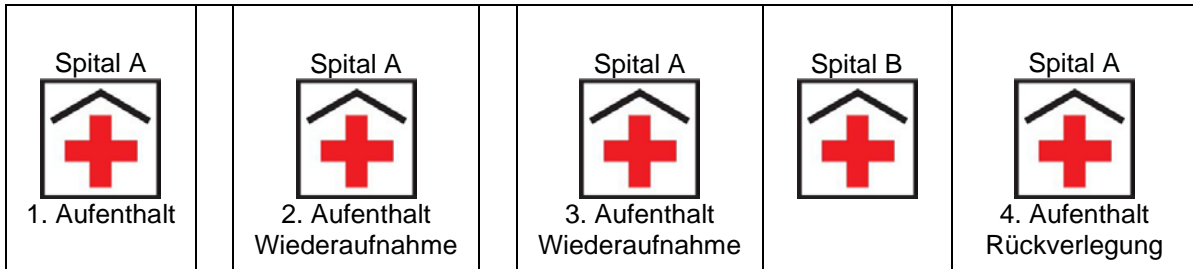 Spital A
1. Aufenthalt
Spital A
2. Aufenthalt
Wiederaufnahme
Spital A
3. Aufenthalt
Wiederaufnahme
Spital B
Spital A
4. Aufenthalt
Rückverlegung